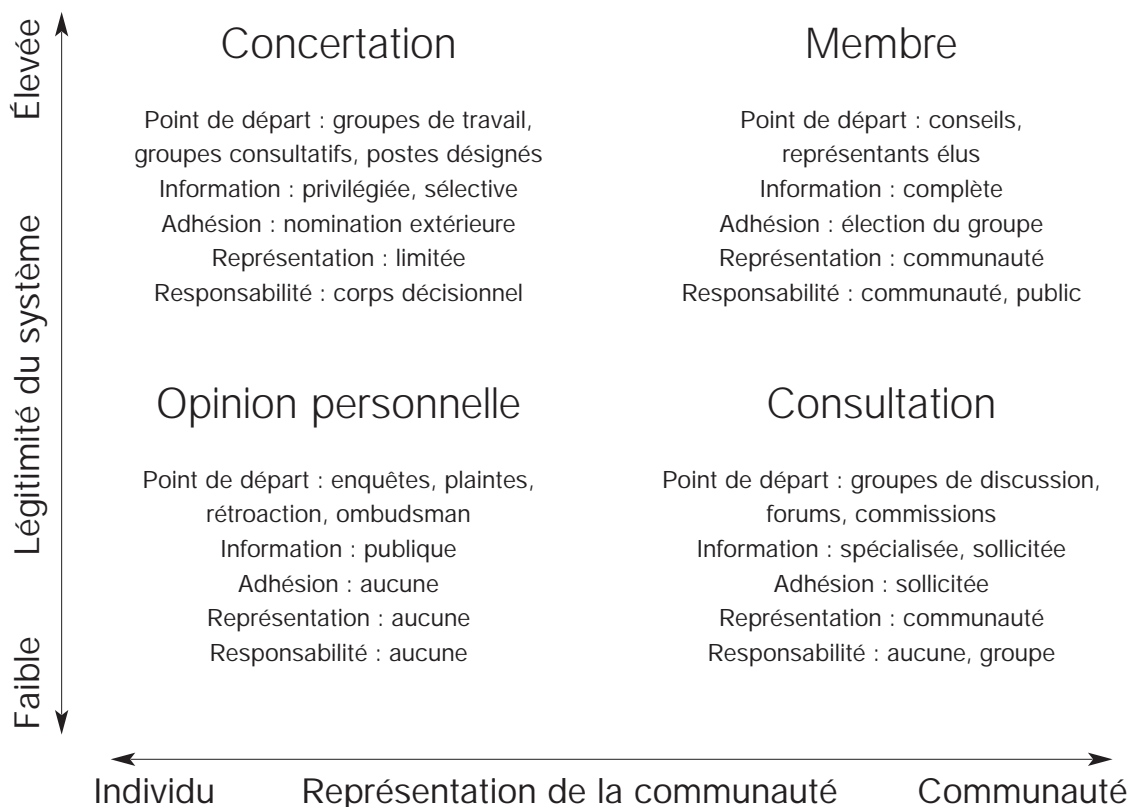 Élevée
Légitimité du système
Faible
Concertation
Point de départ : groupes de travail,
groupes consultatifs, postes désignés
Information : privilégiée, sélective
Adhésion : nomination extérieure
Représentation : limitée
Responsabilité : corps décisionnel
Membre
Point de départ : conseils,
représentants élus
Information : complète
Adhésion : élection du groupe
Représentation : communauté
Responsabilité : communauté, public
Opinion personnelle
Point de départ : enquêtes, plaintes,
rétroaction, ombudsman
Information : publique
Adhésion : aucune
Représentation : aucune
Responsabilité : aucune
Consultation
Point de départ : groupes de discussion,
forums, commissions
Information : spécialisée, sollicitée
Adhésion : sollicitée
Représentation : communauté
Responsabilité : aucune, groupe
Individu
Représentation de la communauté
Communauté